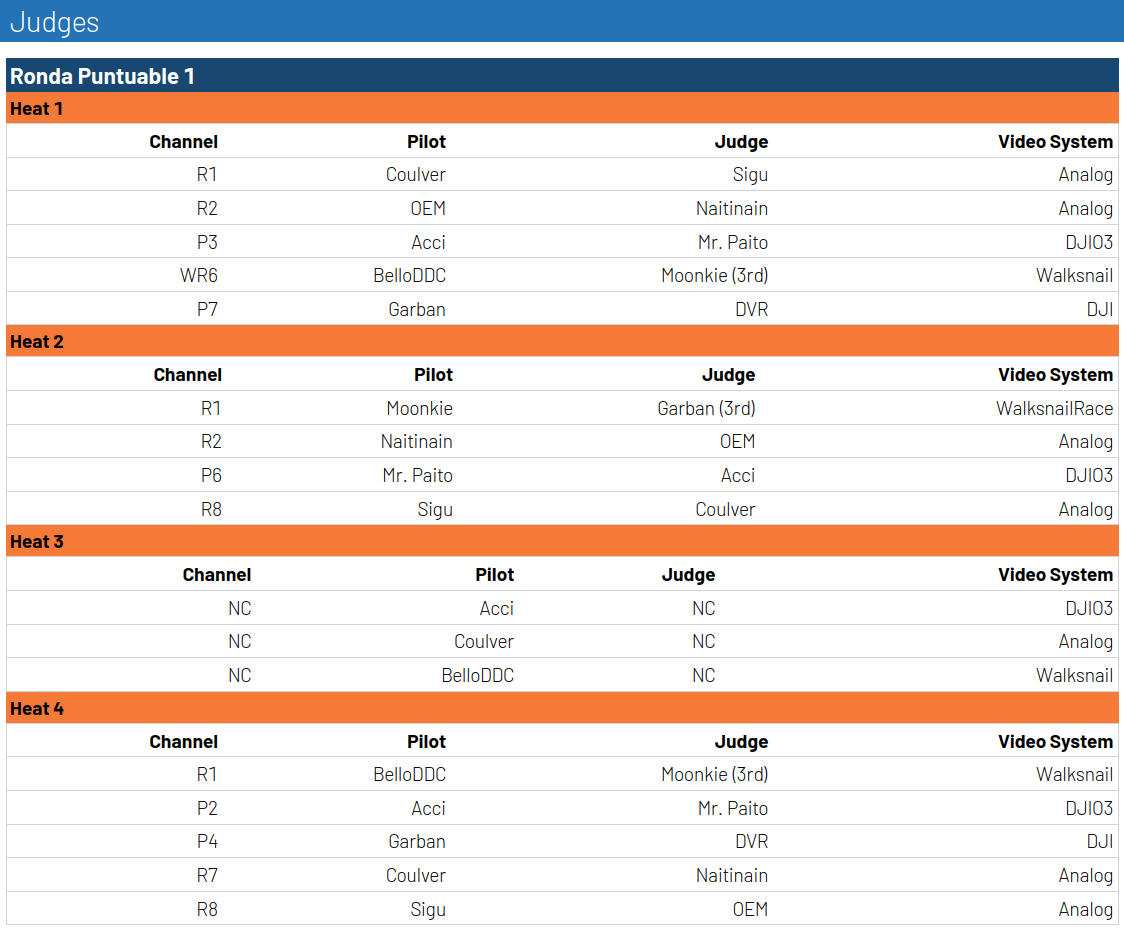 Judges
Ronda Puntuable 1
Heat 1
Channel Pilot Judge Video System
R1 Coulver Sigu Analog
R2 OEM Naitinain Analog
P3 Acci Mr. Paito DJIO3
WR6 BelloDDC Moonkie (3rd) Walksnail
P7 Garban DVR DJI
Heat 2
Channel Pilot Judge Video System
R1 Moonkie Garban (3rd) WalksnailRace
R2 Naitinain OEM Analog
P6 Mr. Paito Acci DJIO3
R8 Sigu Coulver Analog
Heat 3
Channel Pilot Judge Video System
NC Acci NC DJIO3
NC Coulver NC Analog
NC BelloDDC NC Walksnail
Heat 4
Channel Pilot Judge Video System
R1 BelloDDC Moonkie (3rd) Walksnail
P2 Acci Mr. Paito DJIO3
P4 Garban DVR DJI
R7 Coulver Naitinain Analog
R8 Sigu OEM Analog